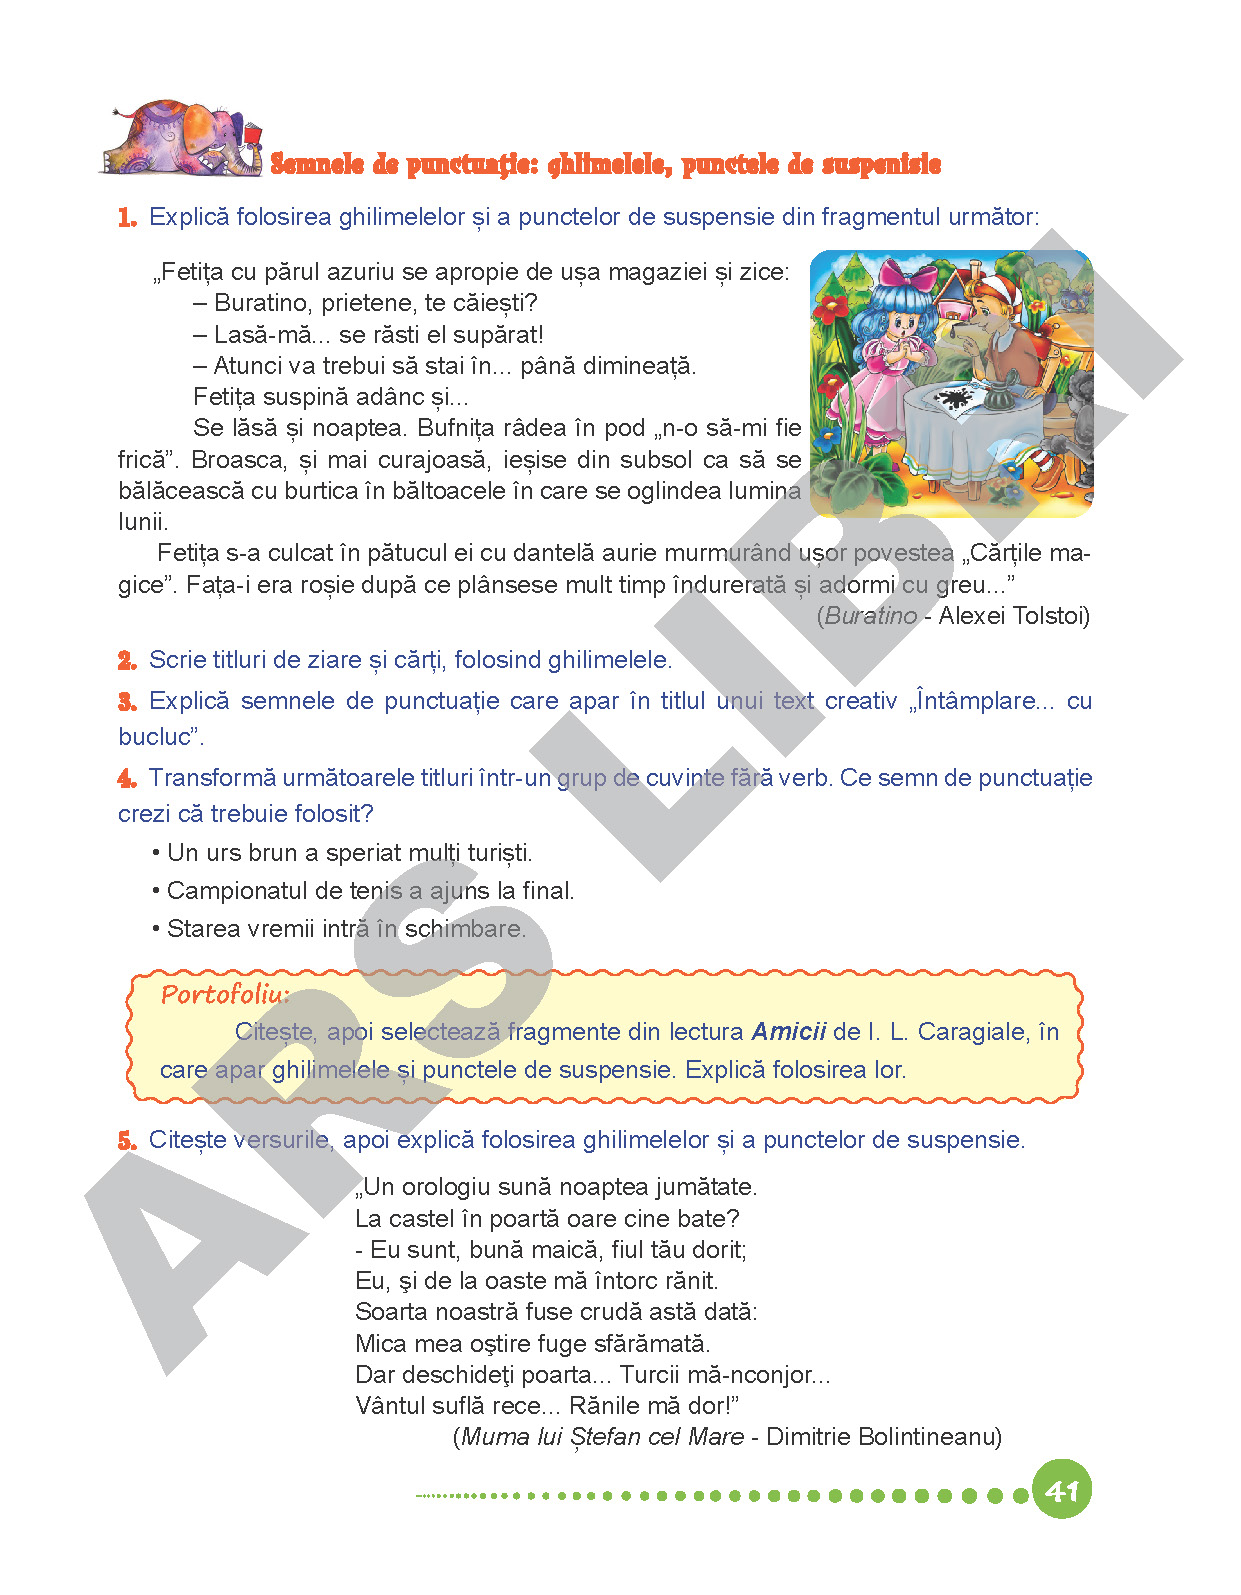 Semnele de punctuație: ghlimelele, punctele de suspenisie
1. Explică folosirea ghilimelelor și a punctelor de suspensie din fragmentul următor:
„Fetița cu părul azuriu se apropie de ușa magaziei și zice:
– Buratino, prietene, te căiești?
– Lasă-mă... se răsti el supărat!
– Atunci va trebui să stai în... până dimineață.
Fetița suspină adânc și...
Se lăsă și noaptea. Bufnița râdea în pod „n-o să-mi fie
frică”. Broasca, și mai curajoasă, ieșise din subsol ca să se
bălăcească cu burtica în băltoacele în care se oglindea lumina
lunii.
Fetița s-a culcat în pătucul ei cu dantelă aurie murmurând ușor povestea „Cărțile ma-
gice”. Fața-i era roșie după ce plânsese mult timp îndurerată și adormi cu greu...”
(Buratino - Alexei Tolstoi)
2. Scrie titluri de ziare și cărți, folosind ghilimelele.
3. Explică semnele de punctuație care apar în titlul unui text creativ „Întâmplare... cu
bucluc”.
4. Transformă următoarele titluri într-un grup de cuvinte fără verb. Ce semn de punctuație
crezi că trebuie folosit?
• Un urs brun a speriat mulți turiști.
• Campionatul de tenis a ajuns la final.
• Starea vremii intră în schimbare.
Portofoliu:
Citește, apoi selectează fragmente din lectura Amicii de I. L. Caragiale, în
care apar ghilimelele și punctele de suspensie. Explică folosirea lor.
5. Citește versurile, apoi explică folosirea ghilimelelor și a punctelor de suspensie.
„Un orologiu sună noaptea jumătate.
La castel în poartă oare cine bate?
- Eu sunt, bună maică, fiul tău dorit;
Eu, şi de la oaste mă întorc rănit.
Soarta noastră fuse crudă astă dată:
Mica mea oştire fuge sfărămată.
Dar deschideţi poarta... Turcii mă-nconjor...
Vântul suflă rece... Rănile mă dor!”
(Muma lui Ștefan cel Mare - Dimitrie Bolintineanu)
41
ARS LIBRI